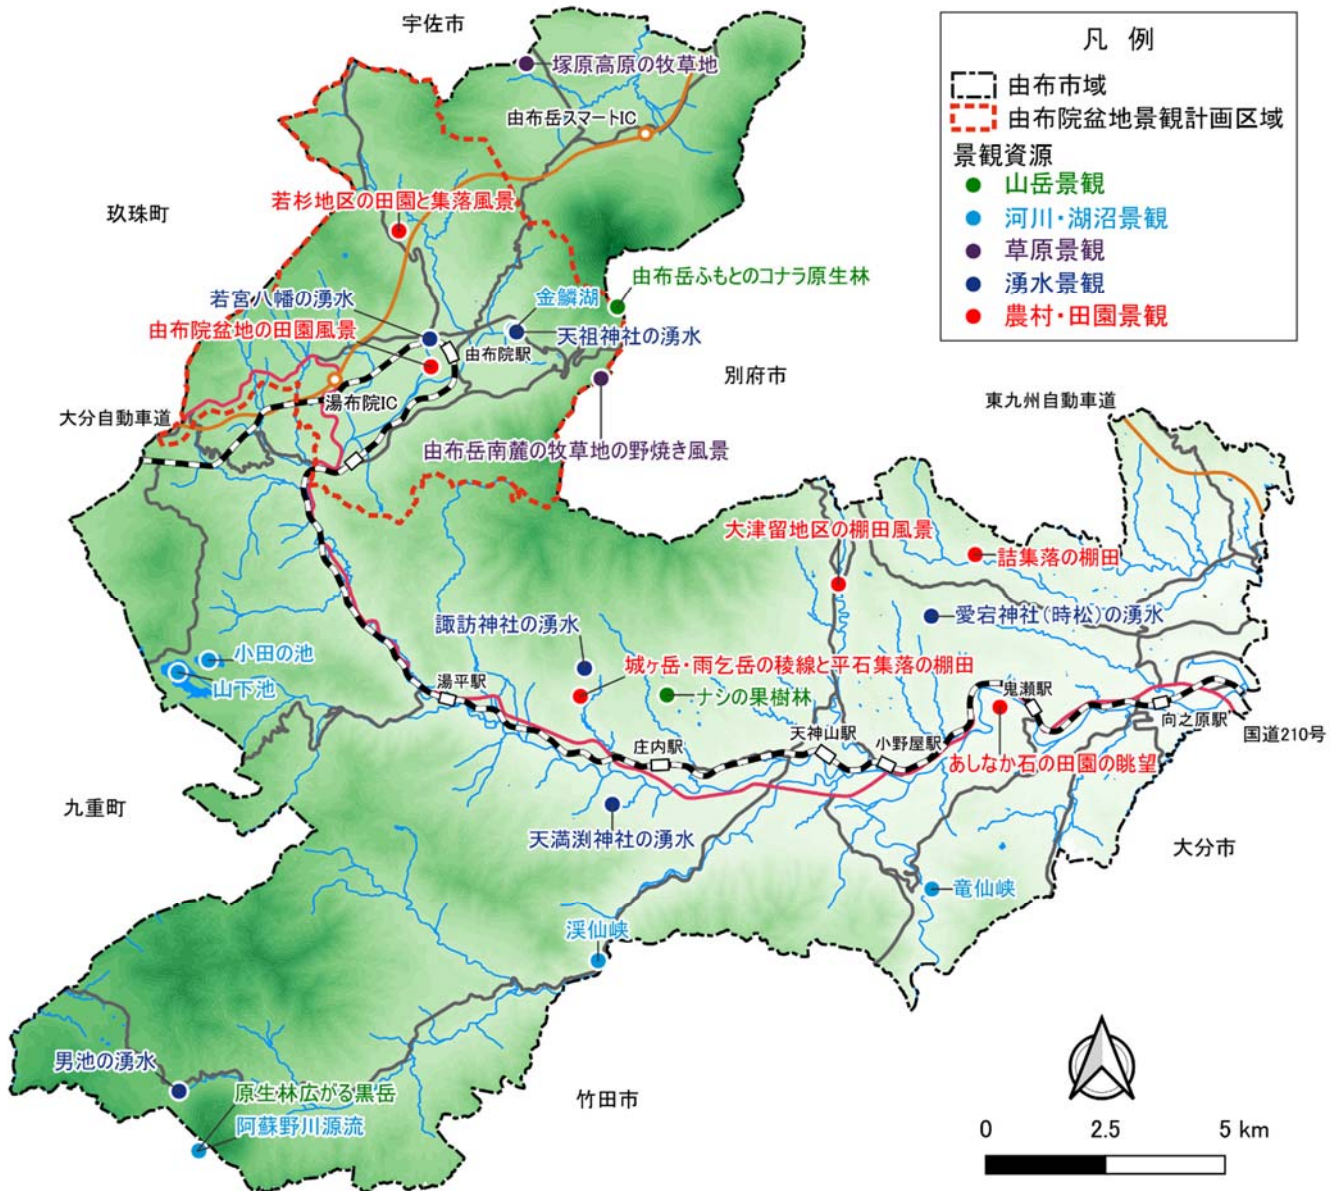 宇佐市
塚原高原の牧草地
由布岳スマートIC
凡 例
由布市域
由布院盆地景観計画区域
景観資源
山岳景観
河川・湖沼景観
草原景観
湧水景観
農村・田園景観
若杉地区の田園と集落風景
玖珠町
由布岳ふもとのコナラ原生林
若宮八幡の湧水
金鱗湖
由布院盆地の田園風景
天祖神社の湧水
由布院駅
別府市
湯布院IC
大分自動車道
東九州自動車道
由布岳南麓の牧草地の野焼き風景
大津留地区の棚田風景
詰集落の棚田
愛宕神社(時松)の湧水
諏訪神社の湧水
小田の池
城ヶ岳・雨乞岳の稜線と平石集落の棚田
山下池
湯平駅
ナシの果樹林
鬼瀬駅
向之原駅
国道210号
庄内駅
天神山駅
小野屋駅
あしなか石の田園の眺望
九重町
天満渕神社の湧水
大分市
竜仙峡
渓仙峡
男池の湧水
原生林広がる黒岳
阿蘇野川源流
竹田市
0 2.5 5 km